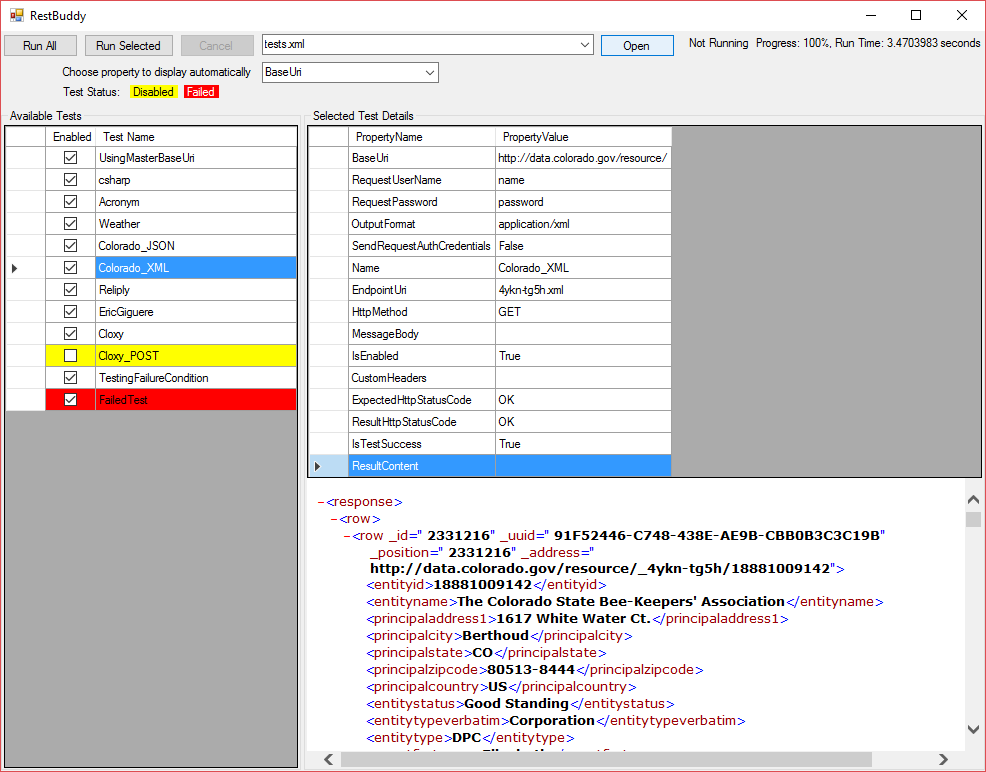 RestBuddy
Run All Run Selected Cancel tests.xml Open Not Running Progress: 100%, Run Time: 3.4703983 seconds
Choose property to display automatically BaseUri
Test Status: Disabled Failed
Available Tests
Enabled Test Name
UsingMasterBaseUri
csharp
Acronym
Weather
Colorado_JSON
Colorado_XML
Reliply
EricGiguere
Cloxy
Cloxy_POST
TestingFailureCondition
FailedTest
Selected Test Details
PropertyName PropertyValue
BaseUri http://data.colorado.gov/resource/
RequestUserName name
RequestPassword password
OutputFormat application/xml
SendRequestAuthCredentials False
Name Colorado_XML
EndpointUri 4ykn-tg5h.xml
HttpMethod GET
MessageBody
IsEnabled True
CustomHeaders
ExpectedHttpStatusCode OK
ResultHttpStatusCode OK
IsTestSuccess True
ResultContent
–<response>
–<row>
–<row _id=" 2331216" _uuid=" 91F52446-C748-438E-AE9B-CBB0B3C3C19B"
_position=" 2331216" _address="
http://data.colorado.gov/resource/_4ykn-tg5h/18881009142">
<entityid>18881009142</entityid>
<entityname>The Colorado State Bee-Keepers' Association</entityname>
<principaladdress1>1617 White Water Ct.</principaladdress1>
<principalcity>Berthoud</principalcity>
<principalstate>CO</principalstate>
<principalzipcode>80513-8444</principalzipcode>
<principalcountry>US</principalcountry>
<entitystatus>Good Standing</entitystatus>
<entitytypeverbatim>Corporation</entitytypeverbatim>
<entitytype>DPC</entitytype>